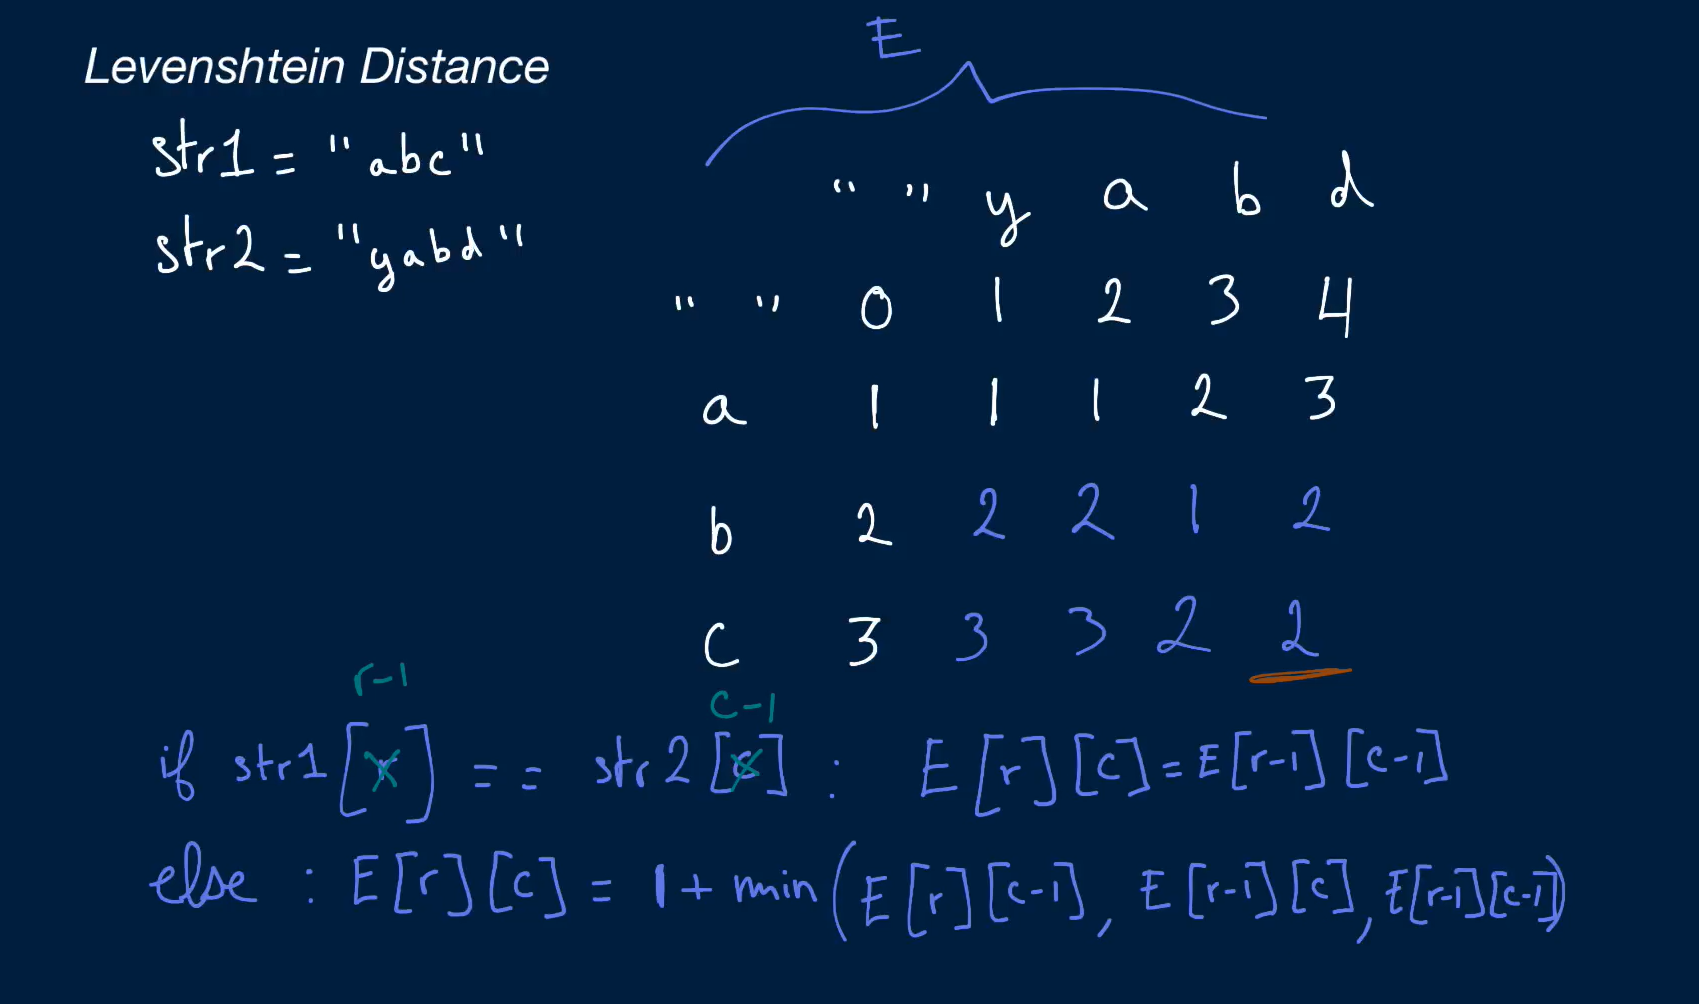 E
Levenshtein Distance
str1 = "abc"
str2 = "yabd"
" " y a b d
" " 0 1 2 3 4
a 1 1 1 2 3
b 2 2 2 1 2
c 3 3 3 2 2
r-1 c-1
if str1[r] == str2[c] : E[r][c] = E[r-1][c-1]
else : E[r][c] = 1 + min(E[r][c-1], E[r-1][c], E[r-1][c-1])